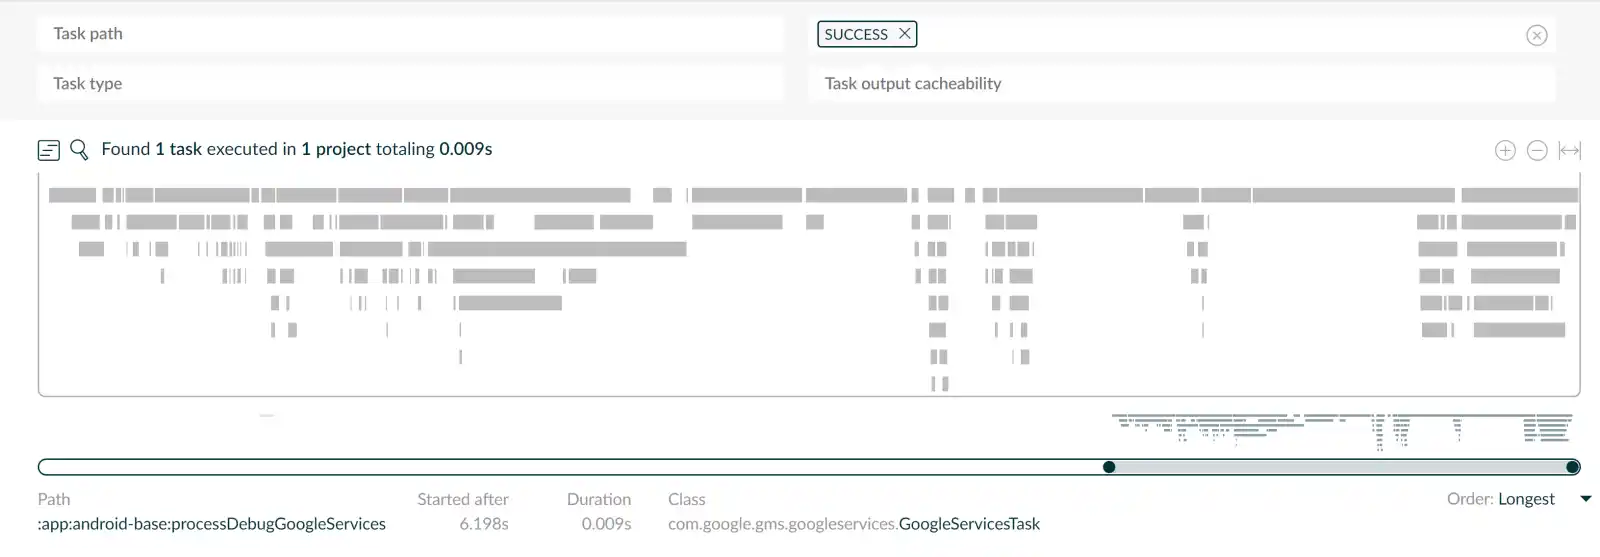 Task path
SUCCESS
Task type
Task output cacheability
Found 1 task executed in 1 project totaling 0.009s
Path Started after Duration Class Order: Longest
:app:android-base:processDebugGoogleServices 6.198s 0.009s com.google.gms.googleservices.GoogleServicesTask